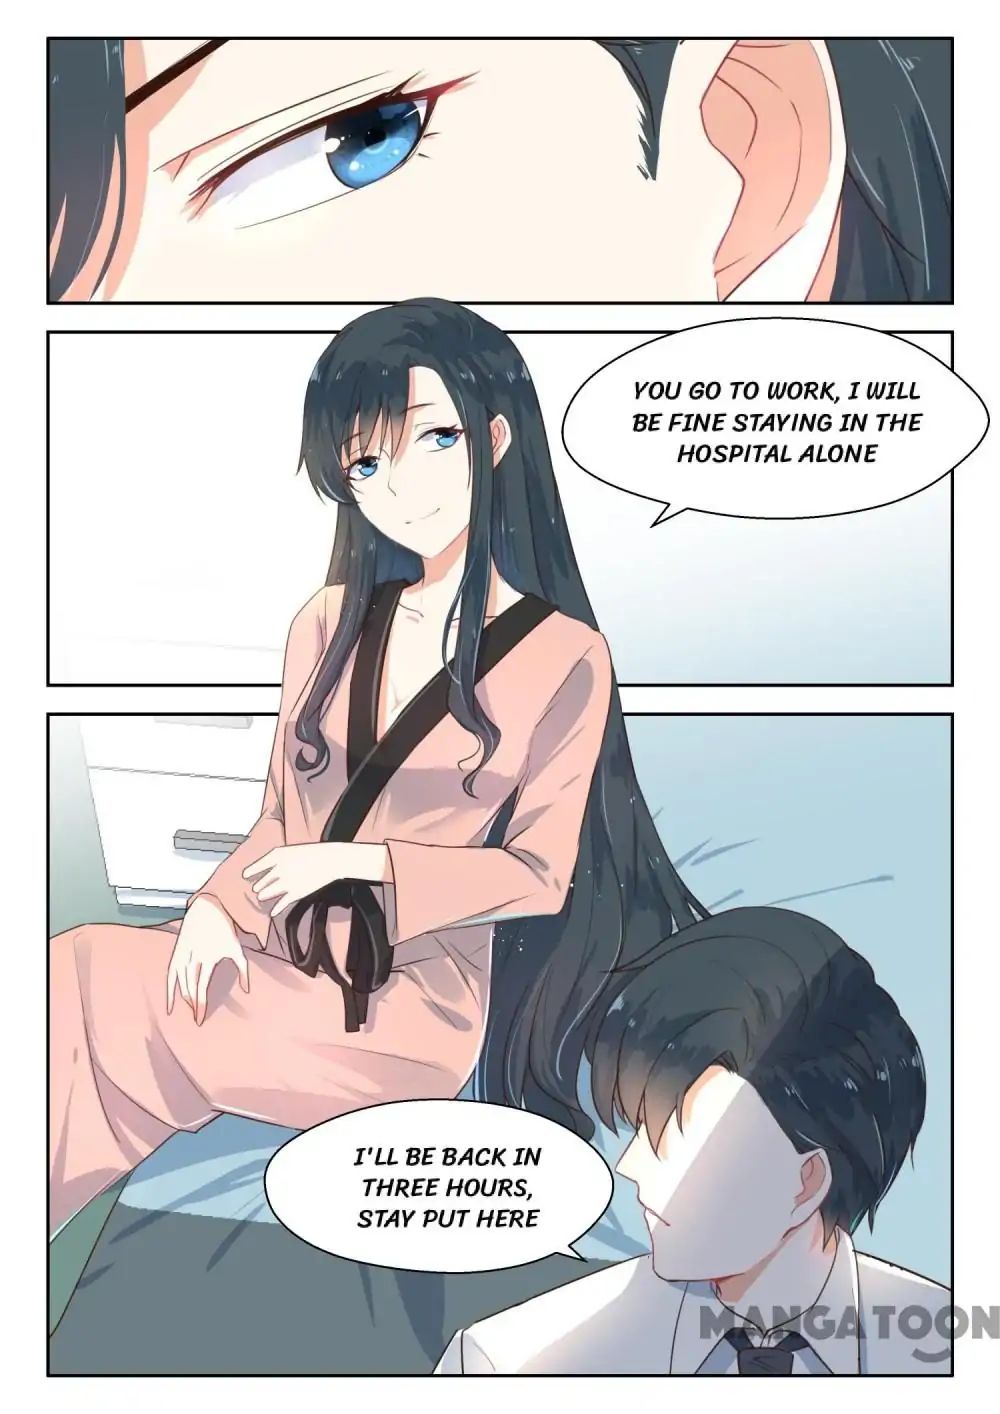 YOU GO TO WORK, I WILL
BE FINE STAYING IN THE
HOSPITAL ALONE
I'LL BE BACK IN
THREE HOURS,
STAY PUT HERE
MANGATOON